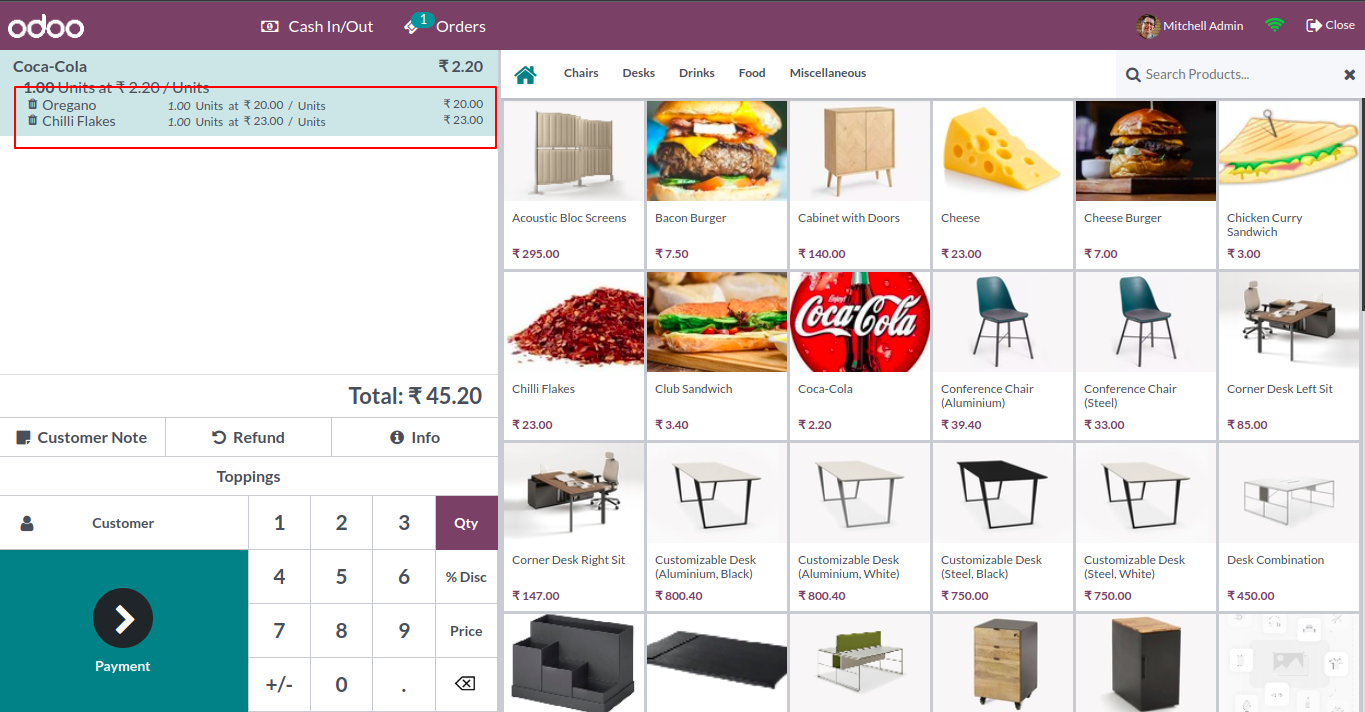 odoo
Cash In/Out
1
Orders
Mitchell Admin
Close
Coca-Cola ₹ 2.20
1.00 Units at ₹ 2.20 / Units
Oregano 1.00 Units at ₹ 20.00 / Units ₹ 20.00
Chilli Flakes 1.00 Units at ₹ 23.00 / Units ₹ 23.00
Total: ₹ 45.20
Customer Note
Refund
Info
Toppings
Customer
1 2 3 Qty
4 5 6 % Disc
7 8 9 Price
+/- 0 .
Payment
Chairs Desks Drinks Food Miscellaneous
Search Products...
Acoustic Bloc Screens
₹ 295.00
Bacon Burger
₹ 7.50
Cabinet with Doors
₹ 140.00
Cheese
₹ 23.00
Cheese Burger
₹ 7.00
Chicken Curry
Sandwich
₹ 3.00
Chilli Flakes
₹ 23.00
Club Sandwich
₹ 3.40
Enjoy
Coca-Cola
Coca-Cola
₹ 2.20
Conference Chair
(Aluminium)
₹ 39.40
Conference Chair
(Steel)
₹ 33.00
Corner Desk Left Sit
₹ 85.00
Corner Desk Right Sit
₹ 147.00
Customizable Desk
(Aluminium, Black)
₹ 800.40
Customizable Desk
(Aluminium, White)
₹ 800.40
Customizable Desk
(Steel, Black)
₹ 750.00
Customizable Desk
(Steel, White)
₹ 750.00
Desk Combination
₹ 450.00